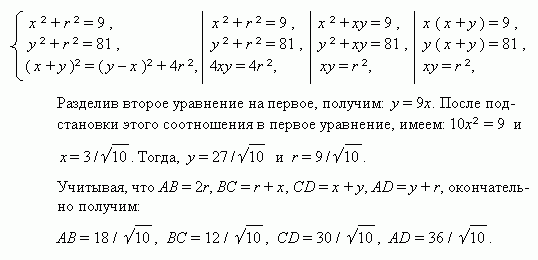 x² + r² = 9 , | x² + r² = 9 , | x² + xy = 9 , | x ( x + y ) = 9 ,
y² + r² = 81 , | y² + r² = 81 , | y² + xy = 81 , | y ( x + y ) = 81 ,
( x + y )² = ( y – x )² + 4r², | 4xy = 4r², | xy = r², | xy = r²,
Разделив второе уравнение на первое, получим: y = 9x. После под-
становки этого соотношения в первое уравнение, имеем: 10x² = 9 и
x = 3 / √10 . Тогда, y = 27 / √10 и r = 9 / √10 .
Учитывая, что AB = 2r, BC = r + x, CD = x + y, AD = y + r, окончатель-
но получим:
AB = 18 / √10 , BC = 12 / √10 , CD = 30 / √10 , AD = 36 / √10 .